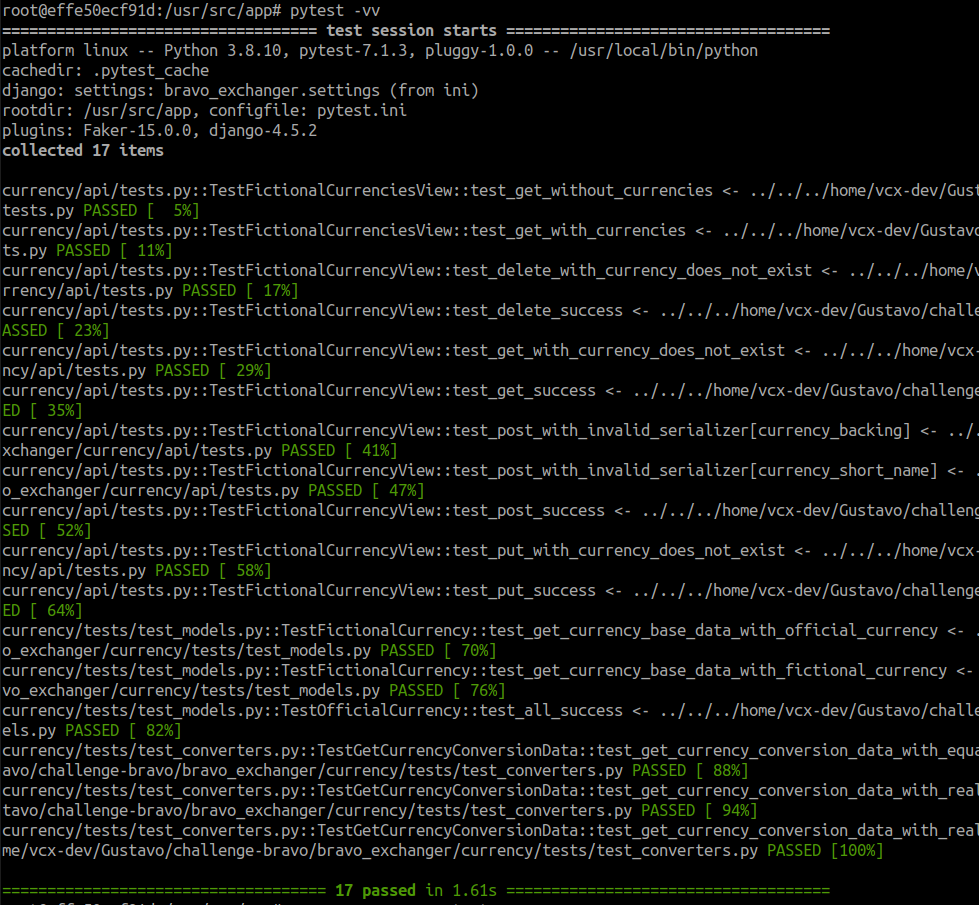 root@effe50ecf91d:/usr/src/app# pytest -vv
=================================== test session starts ====================================
platform linux -- Python 3.8.10, pytest-7.1.3, pluggy-1.0.0 -- /usr/local/bin/python
cachedir: .pytest_cache
django: settings: bravo_exchanger.settings (from ini)
rootdir: /usr/src/app, configfile: pytest.ini
plugins: Faker-15.0.0, django-4.5.2
collected 17 items
currency/api/tests.py::TestFictionalCurrenciesView::test_get_without_currencies <- ../../../home/vcx-dev/Gust
tests.py PASSED [  5%]
currency/api/tests.py::TestFictionalCurrenciesView::test_get_with_currencies <- ../../../home/vcx-dev/Gustavo
ts.py PASSED [ 11%]
currency/api/tests.py::TestFictionalCurrencyView::test_delete_with_currency_does_not_exist <- ../../../home/v
rrency/api/tests.py PASSED [ 17%]
currency/api/tests.py::TestFictionalCurrencyView::test_delete_success <- ../../../home/vcx-dev/Gustavo/challe
ASSED [ 23%]
currency/api/tests.py::TestFictionalCurrencyView::test_get_with_currency_does_not_exist <- ../../../home/vcx-
ncy/api/tests.py PASSED [ 29%]
currency/api/tests.py::TestFictionalCurrencyView::test_get_success <- ../../../home/vcx-dev/Gustavo/challenge
ED [ 35%]
currency/api/tests.py::TestFictionalCurrencyView::test_post_with_invalid_serializer[currency_backing] <- ../.
xchanger/currency/api/tests.py PASSED [ 41%]
currency/api/tests.py::TestFictionalCurrencyView::test_post_with_invalid_serializer[currency_short_name] <- .
o_exchanger/currency/api/tests.py PASSED [ 47%]
currency/api/tests.py::TestFictionalCurrencyView::test_post_success <- ../../../home/vcx-dev/Gustavo/challeng
SED [ 52%]
currency/api/tests.py::TestFictionalCurrencyView::test_put_with_currency_does_not_exist <- ../../../home/vcx-
ncy/api/tests.py PASSED [ 58%]
currency/api/tests.py::TestFictionalCurrencyView::test_put_success <- ../../../home/vcx-dev/Gustavo/challenge
ED [ 64%]
currency/tests/test_models.py::TestFictionalCurrency::test_get_currency_base_data_with_official_currency <-
o_exchanger/currency/tests/test_models.py PASSED [ 70%]
currency/tests/test_models.py::TestFictionalCurrency::test_get_currency_base_data_with_fictional_currency <-
vo_exchanger/currency/tests/test_models.py PASSED [ 76%]
currency/tests/test_models.py::TestOfficialCurrency::test_all_success <- ../../../home/vcx-dev/Gustavo/challe
els.py PASSED [ 82%]
currency/tests/test_converters.py::TestGetCurrencyConversionData::test_get_currency_conversion_data_with_equa
avo/challenge-bravo/bravo_exchanger/currency/tests/test_converters.py PASSED [ 88%]
currency/tests/test_converters.py::TestGetCurrencyConversionData::test_get_currency_conversion_data_with_real
tavo/challenge-bravo/bravo_exchanger/currency/tests/test_converters.py PASSED [ 94%]
currency/tests/test_converters.py::TestGetCurrencyConversionData::test_get_currency_conversion_data_with_real
me/vcx-dev/Gustavo/challenge-bravo/bravo_exchanger/currency/tests/test_converters.py PASSED [100%]
==================================== 17 passed in 1.61s ====================================